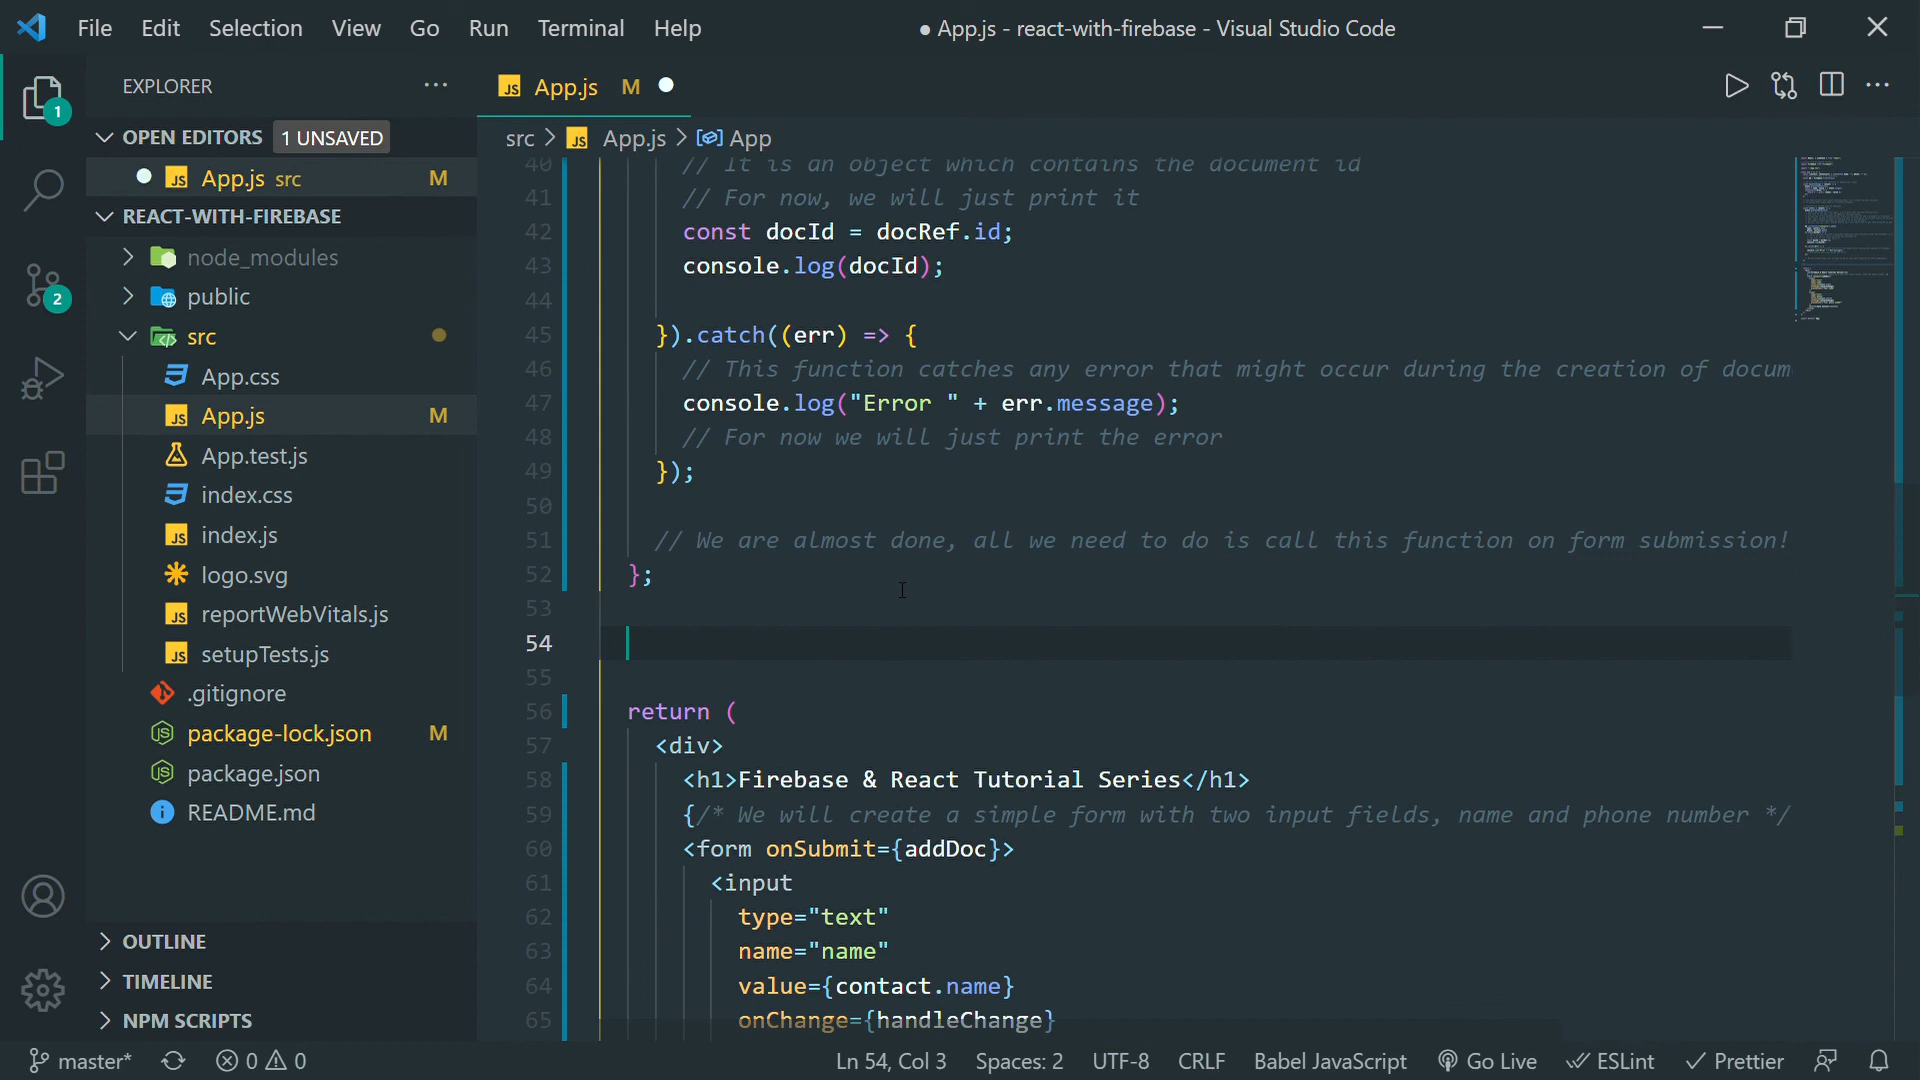 File Edit Selection View Go Run Terminal Help
● App.js - react-with-firebase - Visual Studio Code
EXPLORER
1
OPEN EDITORS 1 UNSAVED
App.js src M
REACT-WITH-FIREBASE
node_modules
public
2
src
App.css
App.js M
App.test.js
index.css
index.js
logo.svg
reportWebVitals.js
setupTests.js
.gitignore
package-lock.json M
package.json
README.md
OUTLINE
TIMELINE
NPM SCRIPTS
App.js M
src > App.js > App
40 // It is an object which contains the document id
41 // For now, we will just print it
42 const docId = docRef.id;
43 console.log(docId);
44
45 }).catch((err) => {
46 // This function catches any error that might occur during the creation of docum
47 console.log("Error " + err.message);
48 // For now we will just print the error
49 });
50
51 // We are almost done, all we need to do is call this function on form submission!
52 };
53
54
55
56 return (
57 <div>
58 <h1>Firebase & React Tutorial Series</h1>
59 {/* We will create a simple form with two input fields, name and phone number */
60 <form onSubmit={addDoc}>
61 <input
62 type="text"
63 name="name"
64 value={contact.name}
65 onChange={handleChange}
master* 0 0 Ln 54, Col 3 Spaces: 2 UTF-8 CRLF Babel JavaScript Go Live ESLint Prettier